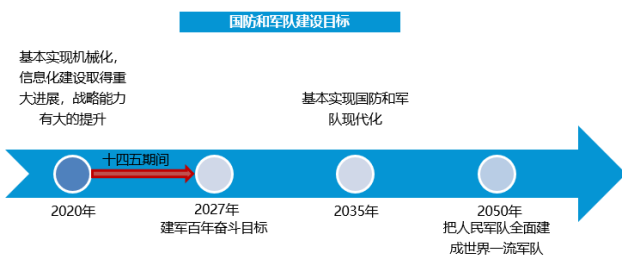 国防和军队建设目标
基本实现机械化，
信息化建设取得重
大进展，战略能力
有大的提升
基本实现国防和军
队现代化
十四五期间
2020年
2027年
建军百年奋斗目标
2035年
2050年
把人民军队全面建
成世界一流军队